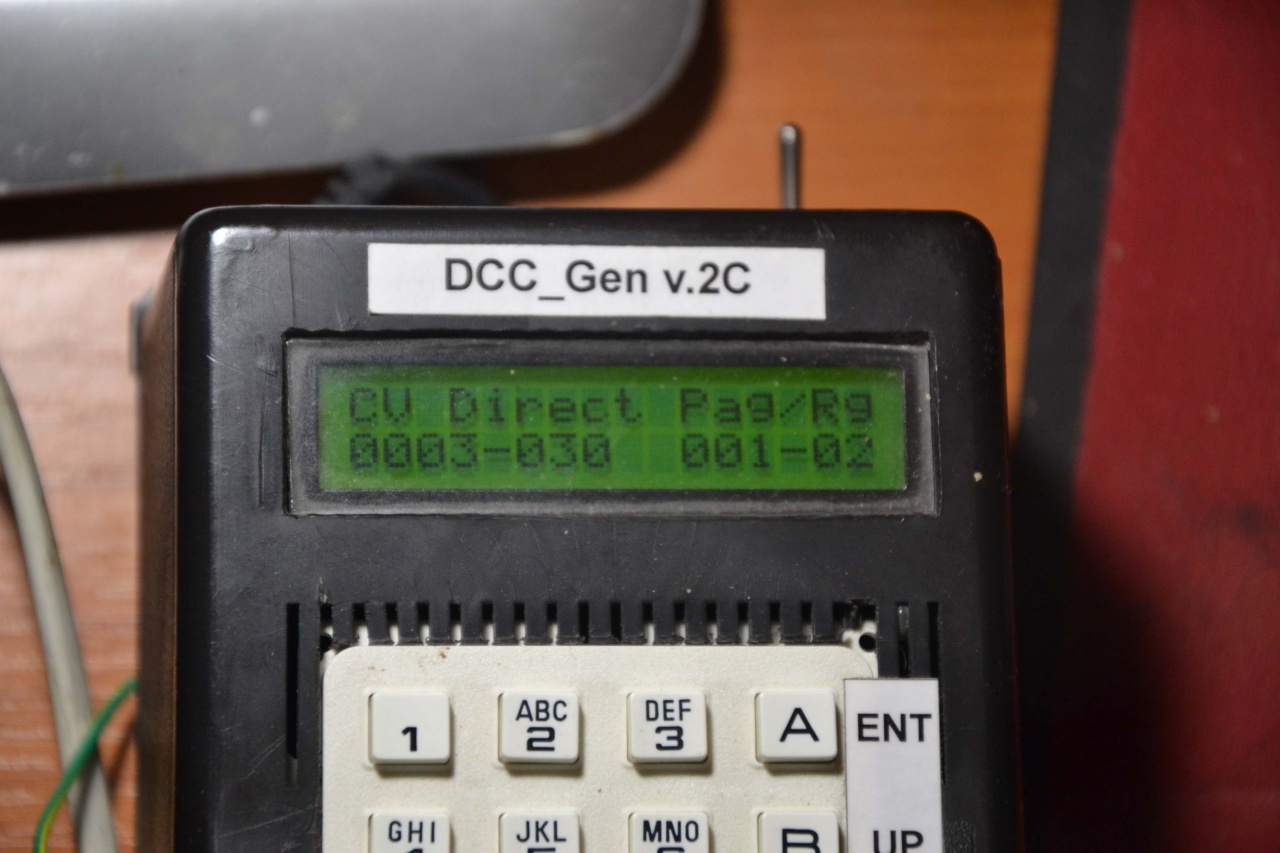 DCC_Gen v.2C
CV Direct Pag/Rg
0003-030 001-02
1
ABC
2
DEF
3
A
ENT
GHI
JKL
MNO
B
UP